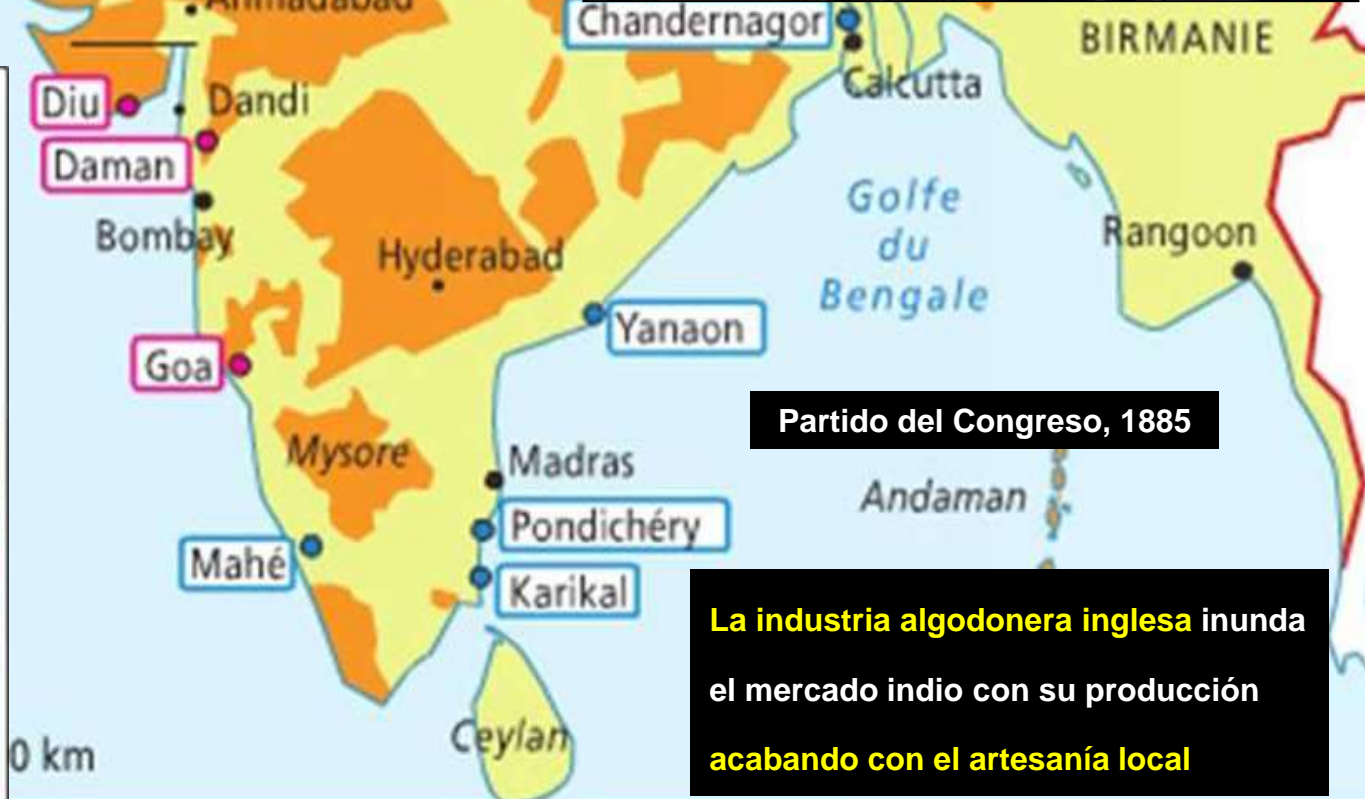 Ahmadabad
Chandernagor
BIRMANIE
Calcutta
Diu
Dandi
Daman
Bombay
Golfe
du
Bengale
Rangoon
Hyderabad
Yanaon
Goa
Partido del Congreso, 1885
Mysore
Madras
Andaman
Pondichéry
Mahé
Karikal
La industria algodonera inglesa inunda
el mercado indio con su producción
acabando con el artesanía local
Ceylan
0 km